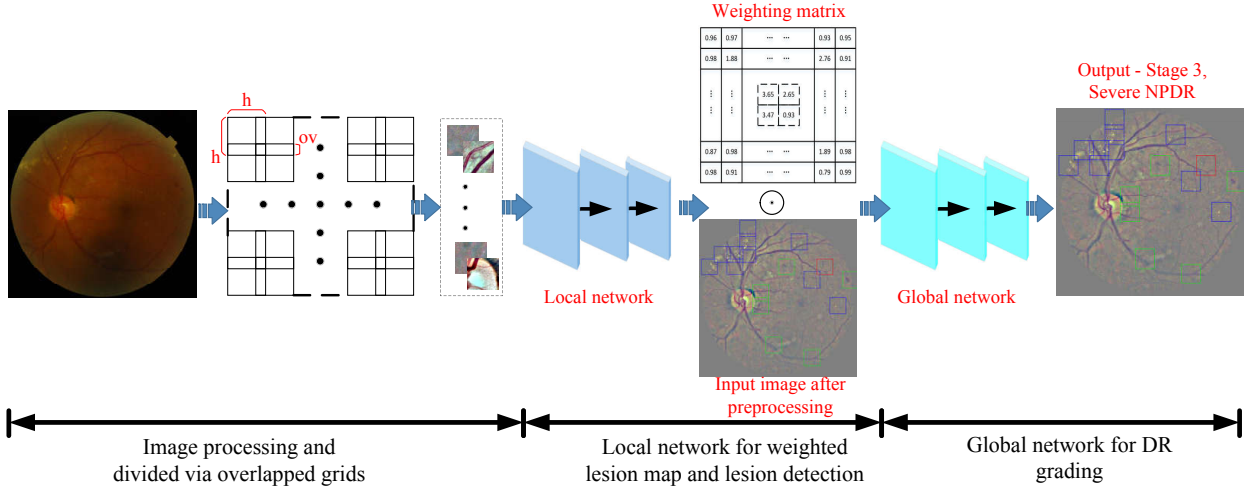 Weighting matrix
0.96 0.97 ... ... 0.93 0.95
0.98 1.88 ... ... 2.76 0.91
3.65 2.65
3.47 0.93
0.87 0.98 ... ... 1.89 0.98
0.98 0.91 ... ... 0.79 0.99
h
h
ov
Local network
Input image after
preprocessing
Global network
Output - Stage 3,
Severe NPDR
Image processing and
divided via overlapped grids
Local network for weighted
lesion map and lesion detection
Global network for DR
grading